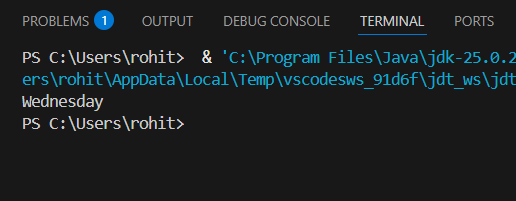 PROBLEMS 1 OUTPUT DEBUG CONSOLE TERMINAL PORTS
PS C:\Users\rohit>  & 'C:\Program Files\Java\jdk-25.0.2
ers\rohit\AppData\Local\Temp\vscodesws_91d6f\jdt_ws\jdt
Wednesday
PS C:\Users\rohit>